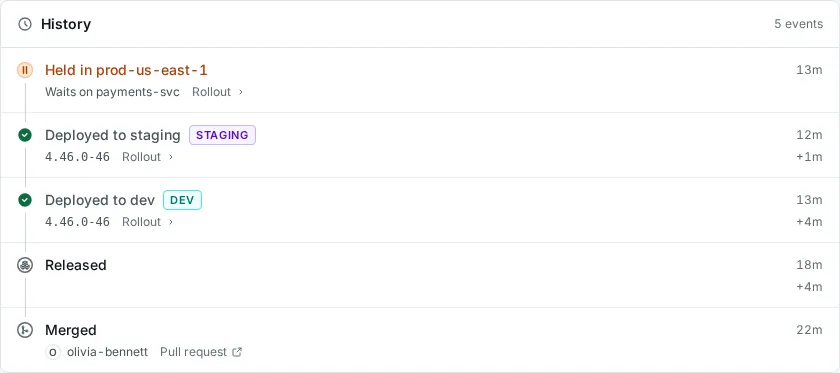 History 5 events
Held in prod-us-east-1 13m
Waits on payments-svc Rollout
Deployed to staging STAGING 12m
4.46.0-46 Rollout +1m
Deployed to dev DEV 13m
4.46.0-46 Rollout +4m
Released 18m
+4m
Merged 22m
O olivia-bennett Pull request